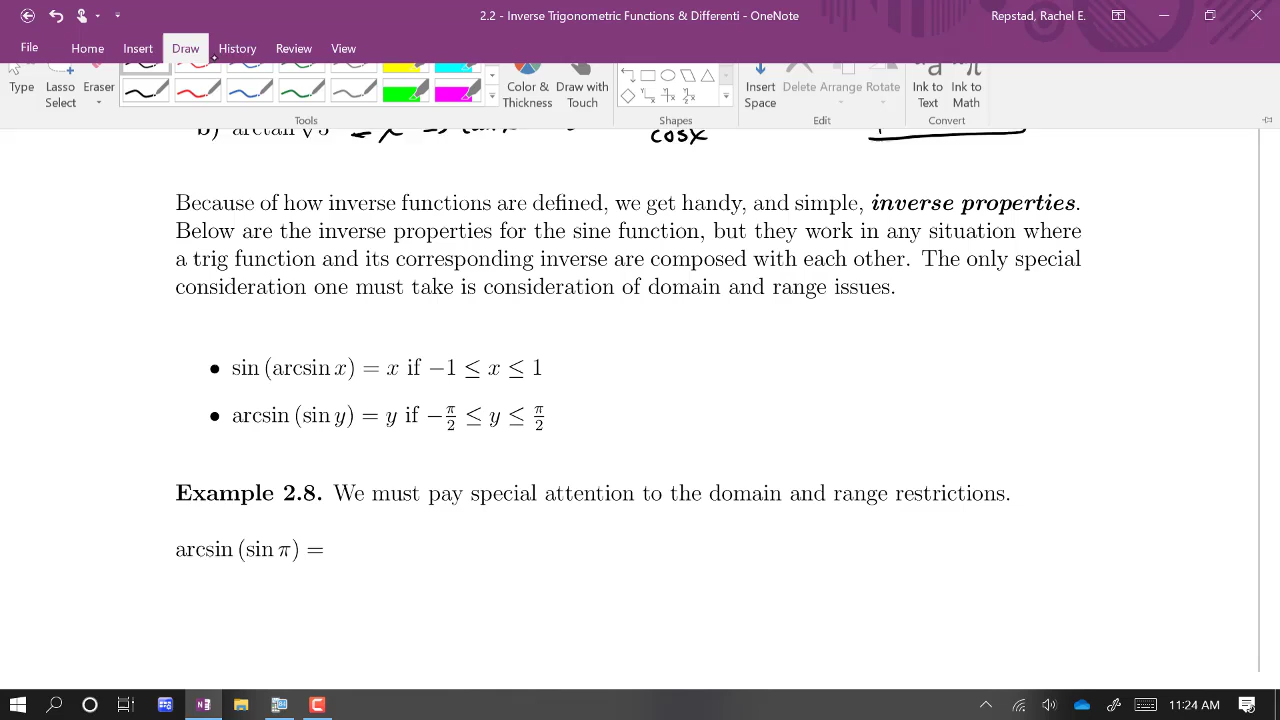 2.2 - Inverse Trigonometric Functions & Differenti - OneNote
Repstad, Rachel E.
File Home Insert Draw History Review View
Type Lasso Select Eraser Color & Thickness Draw with Touch Insert Space Delete Arrange Rotate Ink to Text Ink to Math
Tools Shapes Edit Convert
b) arctan √3
cosx
Because of how inverse functions are defined, we get handy, and simple, inverse properties.
Below are the inverse properties for the sine function, but they work in any situation where
a trig function and its corresponding inverse are composed with each other. The only special
consideration one must take is consideration of domain and range issues.
• sin (arcsin x) = x if −1 ≤ x ≤ 1
• arcsin (sin y) = y if −π/2 ≤ y ≤ π/2
Example 2.8. We must pay special attention to the domain and range restrictions.
arcsin (sin π) =
11:24 AM